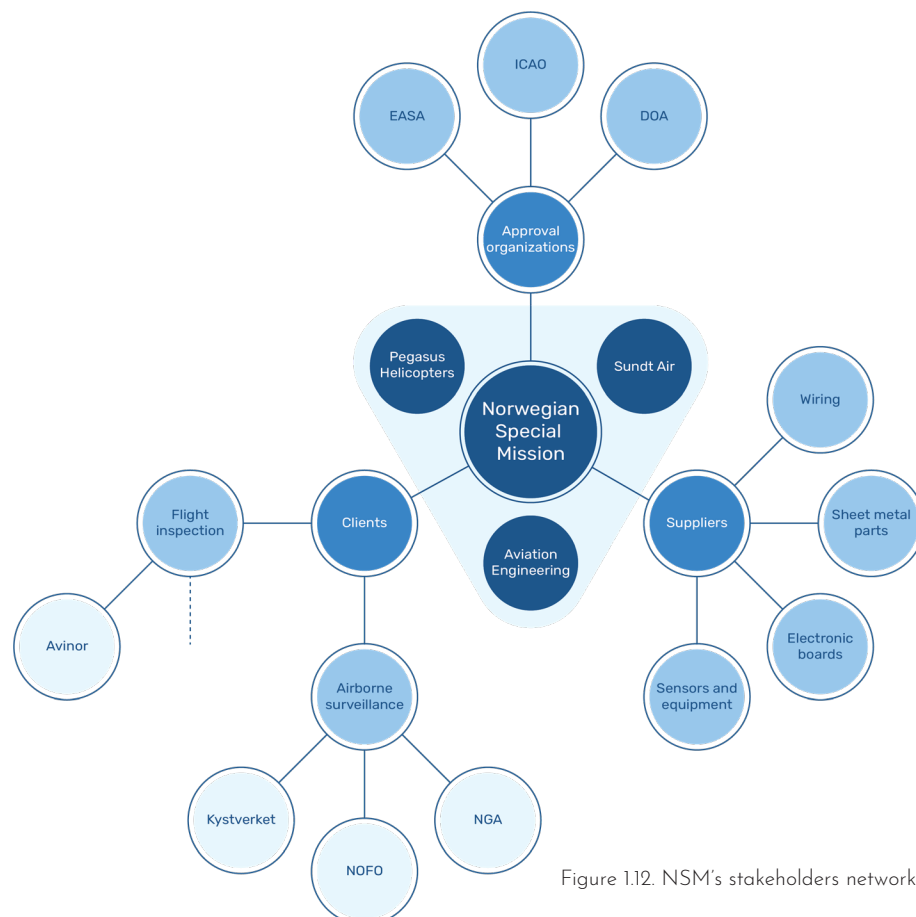 ICAO
EASA
DOA
Approval
organizations
Pegasus
Helicopters
Sundt Air
Norwegian
Special
Mission
Wiring
Flight
inspection
Clients
Suppliers
Sheet metal
parts
Aviation
Engineering
Avinor
Electronic
boards
Airborne
surveillance
Sensors and
equipment
Kystverket
NGA
NOFO
Figure 1.12. NSM's stakeholders network